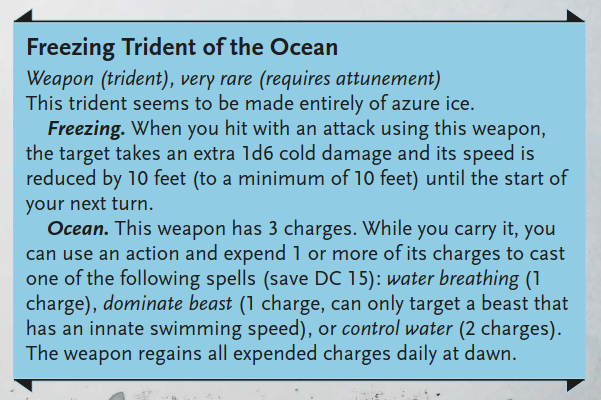 Freezing Trident of the Ocean
Weapon (trident), very rare (requires attunement)
This trident seems to be made entirely of azure ice.
Freezing. When you hit with an attack using this weapon,
the target takes an extra 1d6 cold damage and its speed is
reduced by 10 feet (to a minimum of 10 feet) until the start of
your next turn.
Ocean. This weapon has 3 charges. While you carry it, you
can use an action and expend 1 or more of its charges to cast
one of the following spells (save DC 15): water breathing (1
charge), dominate beast (1 charge, can only target a beast that
has an innate swimming speed), or control water (2 charges).
The weapon regains all expended charges daily at dawn.